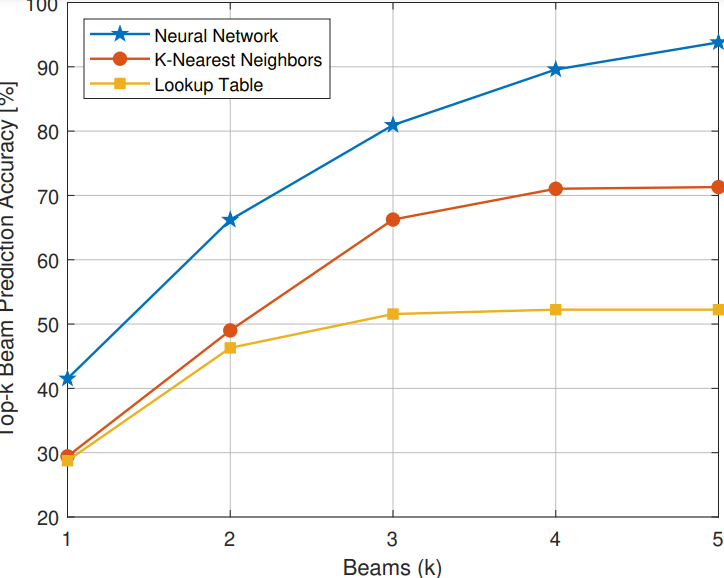 100
90
80
70
60
50
40
30
20
1
2
3
4
5
Top-k Beam Prediction Accuracy [%]
Beams (k)
Neural Network
K-Nearest Neighbors
Lookup Table